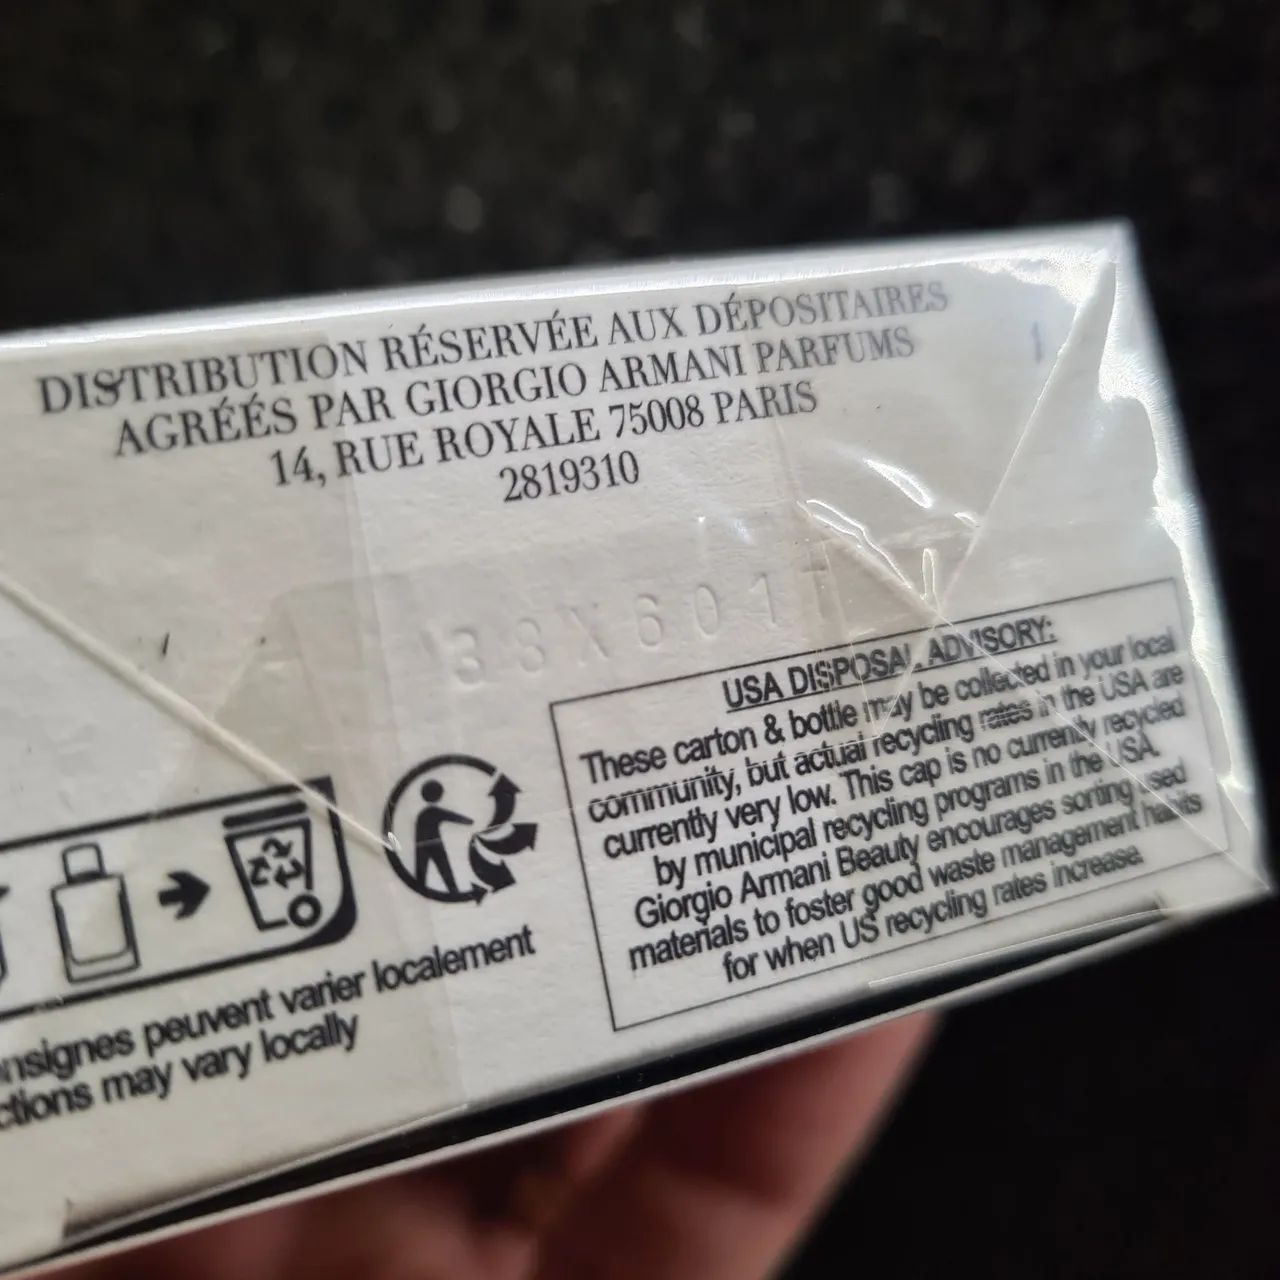 DISTRIBUTION RÉSERVÉE AUX DÉPOSITAIRES
AGRÉÉS PAR GIORGIO ARMANI PARFUMS
14, RUE ROYALE 75008 PARIS
2819310
1
38X601
USA DISPOSAL ADVISORY:
These carton & bottle may be collected in your local
community, but actual recycling rates in the USA are
currently very low. This cap is no currently recycled
by municipal recycling programs in the USA.
Giorgio Armani Beauty encourages sorting used
materials to foster good waste management habits
for when US recycling rates increase.
peuvent varier localement
may vary locally